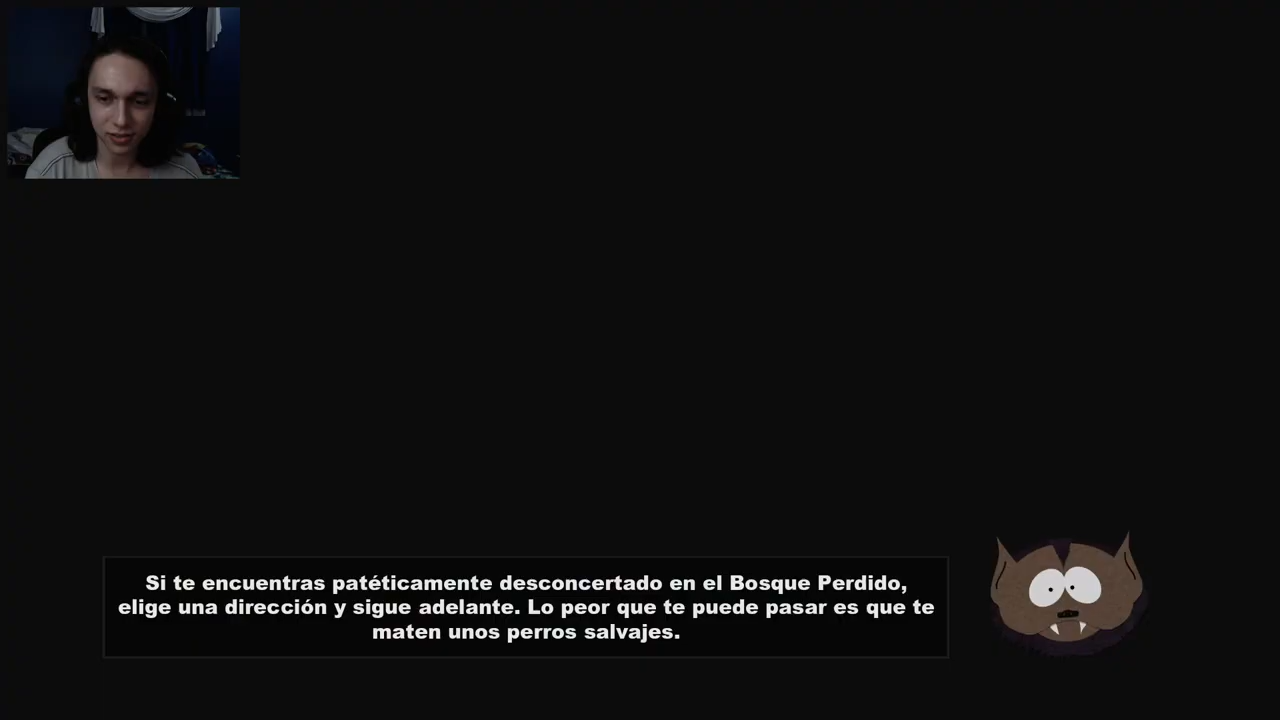 Si te encuentras patéticamente desconcertado en el Bosque Perdido,
elige una dirección y sigue adelante. Lo peor que te puede pasar es que te
maten unos perros salvajes.